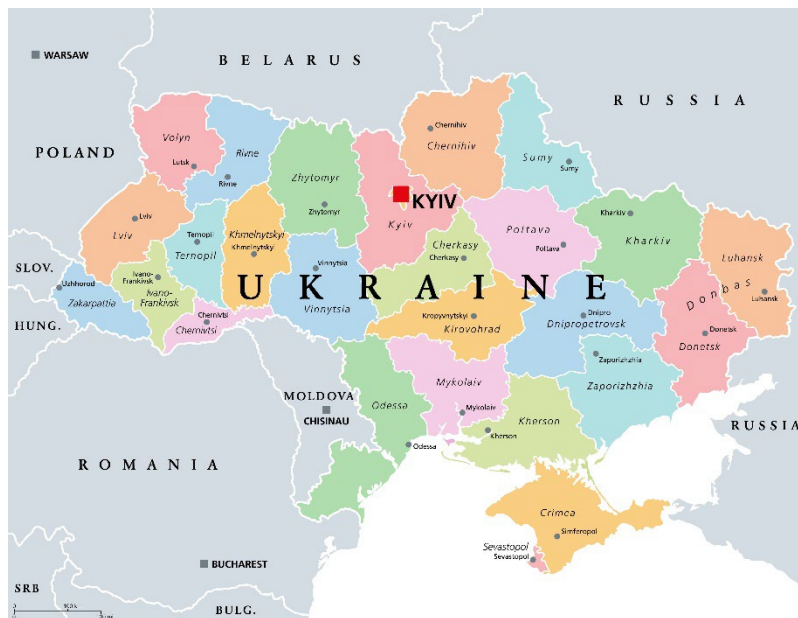 WARSAW
BELARUS
RUSSIA
POLAND
Volyn
Lutsk
Rivne
Rivne
Zhytomyr
Zhytomyr
KYIV
Kyiv
Chernihiv
Chernihiv
Sumy
Sumy
Lviv
Lviv
Ternopil
Ternopil
Khmelnytskyi
Khmelnytskyi
Vinnytsia
Vinnytsia
Cherkasy
Cherkasy
Poltava
Poltava
Kharkiv
Kharkiv
Luhansk
Luhansk
Donbas
SLOV.
Uzhhorod
Zakarpattia
Ivano-
Frankivsk
Ivano-
Frankivsk
Chernivtsi
Chernivtsi
UKRAINE
HUNG.
Kropyvnytskyi
Kirovohrad
Dnipro
Dnipropetrovsk
Donetsk
Donetsk
Zaporizhzhia
Zaporizhzhia
MOLDOVA
CHISINAU
Odessa
Odessa
Mykolaiv
Mykolaiv
Kherson
Kherson
RUSSIA
ROMANIA
Crimea
Simferopol
Sevastopol
Sevastopol
BUCHAREST
SRB
BULG.